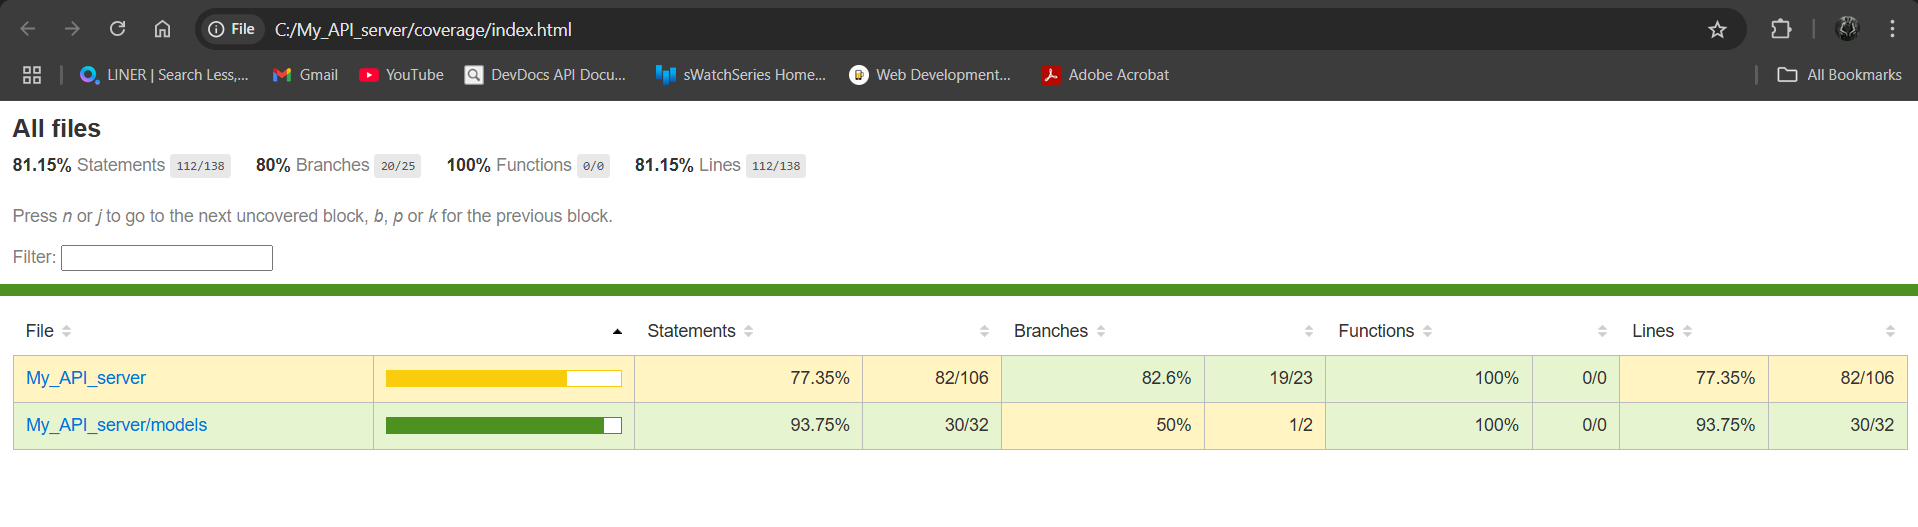 File C:/My_API_server/coverage/index.html
LINER | Search Less,... Gmail YouTube DevDocs API Docu... sWatchSeries Home... Web Development... Adobe Acrobat All Bookmarks
All files
81.15% Statements 112/138 80% Branches 20/25 100% Functions 0/0 81.15% Lines 112/138
Press n or j to go to the next uncovered block, b, p or k for the previous block.
Filter:
File Statements Branches Functions Lines
My_API_server 77.35% 82/106 82.6% 19/23 100% 0/0 77.35% 82/106
My_API_server/models 93.75% 30/32 50% 1/2 100% 0/0 93.75% 30/32